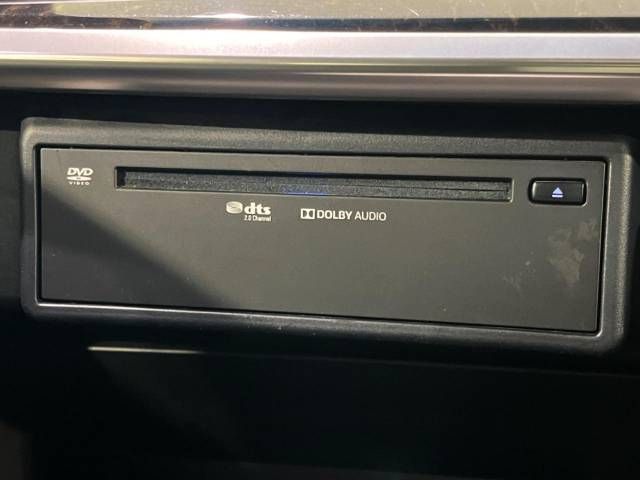 DVD
VIDEO
dts
2.0 Channel
DOLBY AUDIO